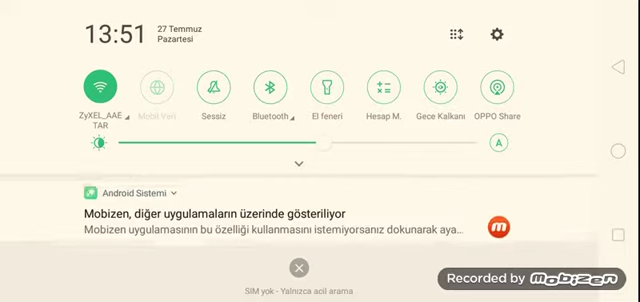 13:51
27 Temmuz
Pazartesi
ZyXEL_AAE
TAR
Mobil Veri
Sessiz
Bluetooth
El feneri
Hesap M.
Gece Kalkanı
OPPO Share
A
Android Sistemi
Mobizen, diğer uygulamaların üzerinde gösteriliyor
Mobizen uygulamasının bu özelliği kullanmasını istemiyorsanız dokunarak aya...
m
SIM yok - Yalnızca acil arama
Recorded by Mobizen